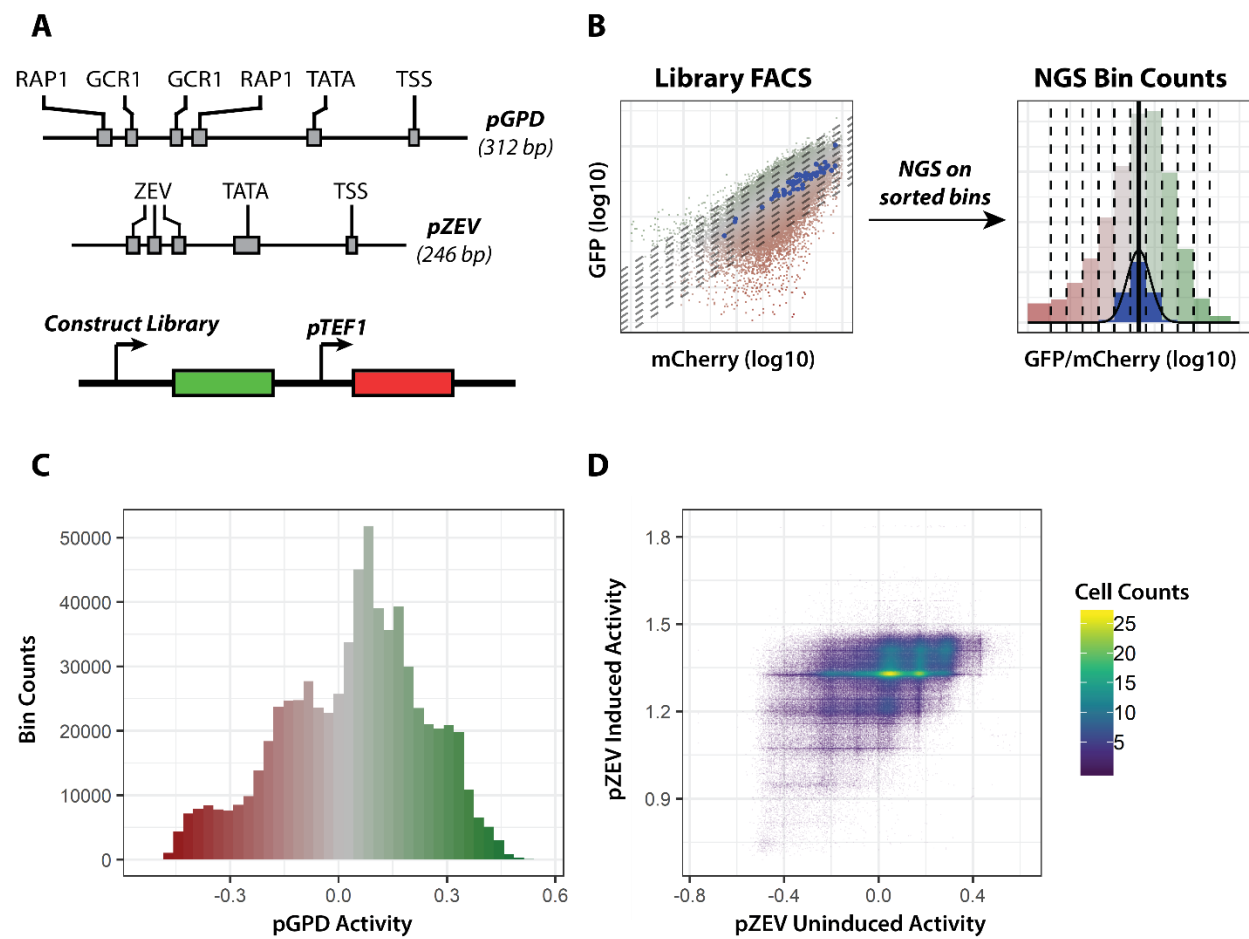 A
RAP1 GCR1 GCR1 RAP1 TATA TSS
pGPD
(312 bp)
ZEV TATA TSS
pZEV
(246 bp)
Construct Library pTEF1
B
Library FACS
GFP (log10)
mCherry (log10)
NGS on
sorted bins
NGS Bin Counts
GFP/mCherry (log10)
C
Bin Counts
50000
40000
30000
20000
10000
0
-0.3 0.0 0.3 0.6
pGPD Activity
D
pZEV Induced Activity
1.8
1.5
1.2
0.9
-0.8 -0.4 0.0 0.4
pZEV Uninduced Activity
Cell Counts
25
20
15
10
5